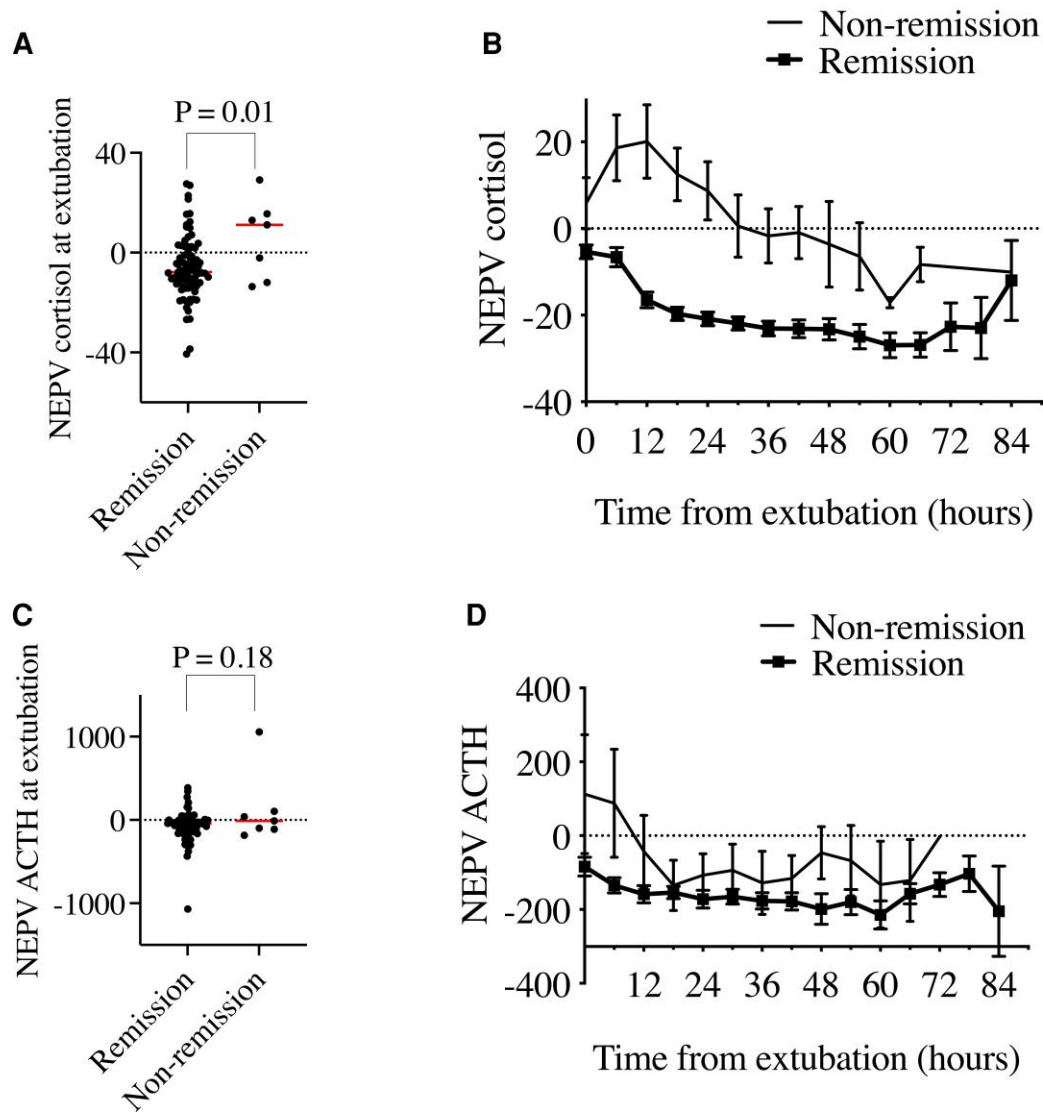 A
P = 0.01
NEPV cortisol at extubation
40
0
-40
Remission
Non-remission
B
Non-remission
Remission
NEPV cortisol
20
0
-20
-40
0 12 24 36 48 60 72 84
Time from extubation (hours)
C
P = 0.18
NEPV ACTH at extubation
1000
0
-1000
Remission
Non-remission
D
Non-remission
Remission
NEPV ACTH
400
200
0
-200
-400
12 24 36 48 60 72 84
Time from extubation (hours)